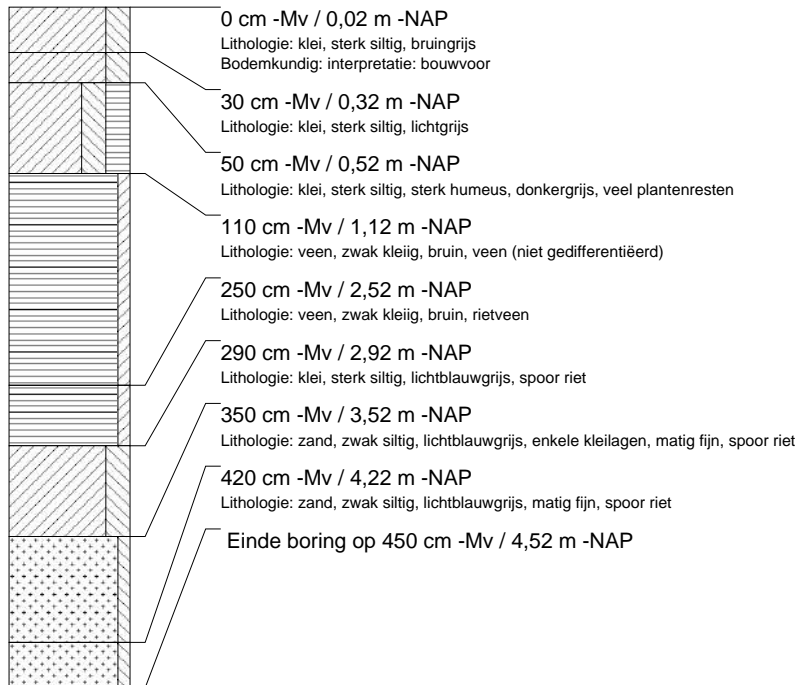 0 cm -Mv / 0,02 m -NAP
Lithologie: klei, sterk siltig, bruingrijs
Bodemkundig: interpretatie: bouwvoor
30 cm -Mv / 0,32 m -NAP
Lithologie: klei, sterk siltig, lichtgrijs
50 cm -Mv / 0,52 m -NAP
Lithologie: klei, sterk siltig, sterk humeus, donkergrijs, veel plantenresten
110 cm -Mv / 1,12 m -NAP
Lithologie: veen, zwak kleiig, bruin, veen (niet gedifferentiëerd)
250 cm -Mv / 2,52 m -NAP
Lithologie: veen, zwak kleiig, bruin, rietveen
290 cm -Mv / 2,92 m -NAP
Lithologie: klei, sterk siltig, lichtblauwgrijs, spoor riet
350 cm -Mv / 3,52 m -NAP
Lithologie: zand, zwak siltig, lichtblauwgrijs, enkele kleilagen, matig fijn, spoor riet
420 cm -Mv / 4,22 m -NAP
Lithologie: zand, zwak siltig, lichtblauwgrijs, matig fijn, spoor riet
Einde boring op 450 cm -Mv / 4,52 m -NAP